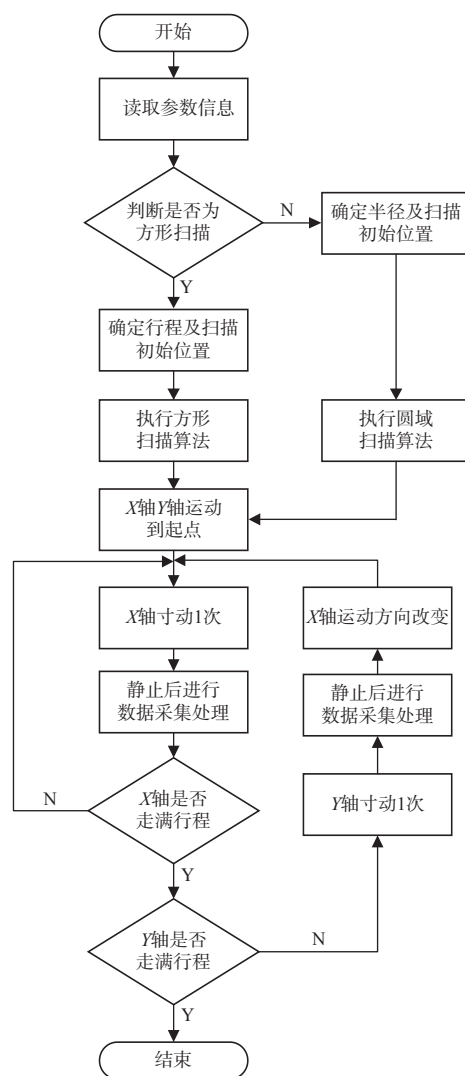 开始
读取参数信息
判断是否为
方形扫描
N
确定半径及扫描
初始位置
Y
确定行程及扫描
初始位置
执行方形
扫描算法
执行圆域
扫描算法
X轴Y轴运动
到起点
X轴寸动1次
X轴运动方向改变
静止后进行
数据采集处理
静止后进行
数据采集处理
N
X轴是否
走满行程
Y轴寸动1次
Y
Y轴是否
走满行程
N
Y
结束